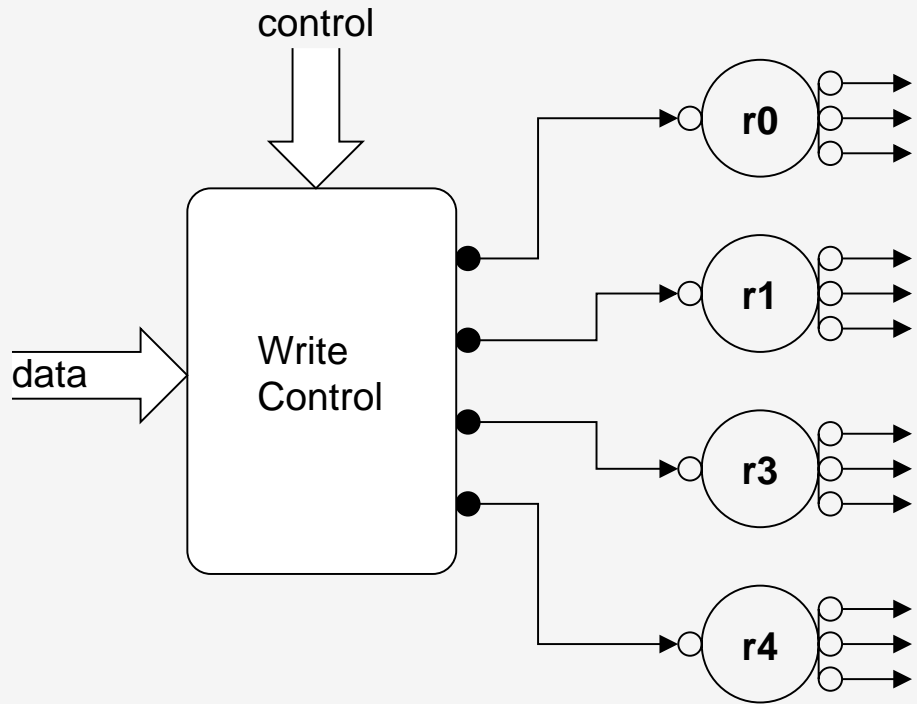 control
r0
r1
data
Write
Control
r3
r4